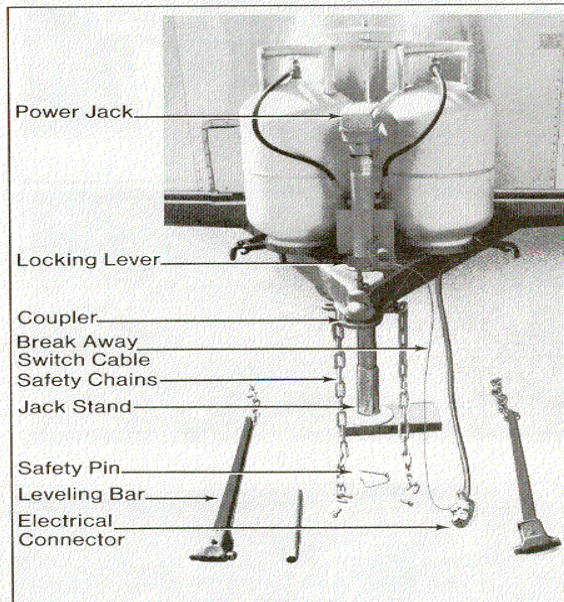 Power Jack
Locking Lever
Coupler
Break Away
Switch Cable
Safety Chains
Jack Stand
Safety Pin
Leveling Bar
Electrical
Connector